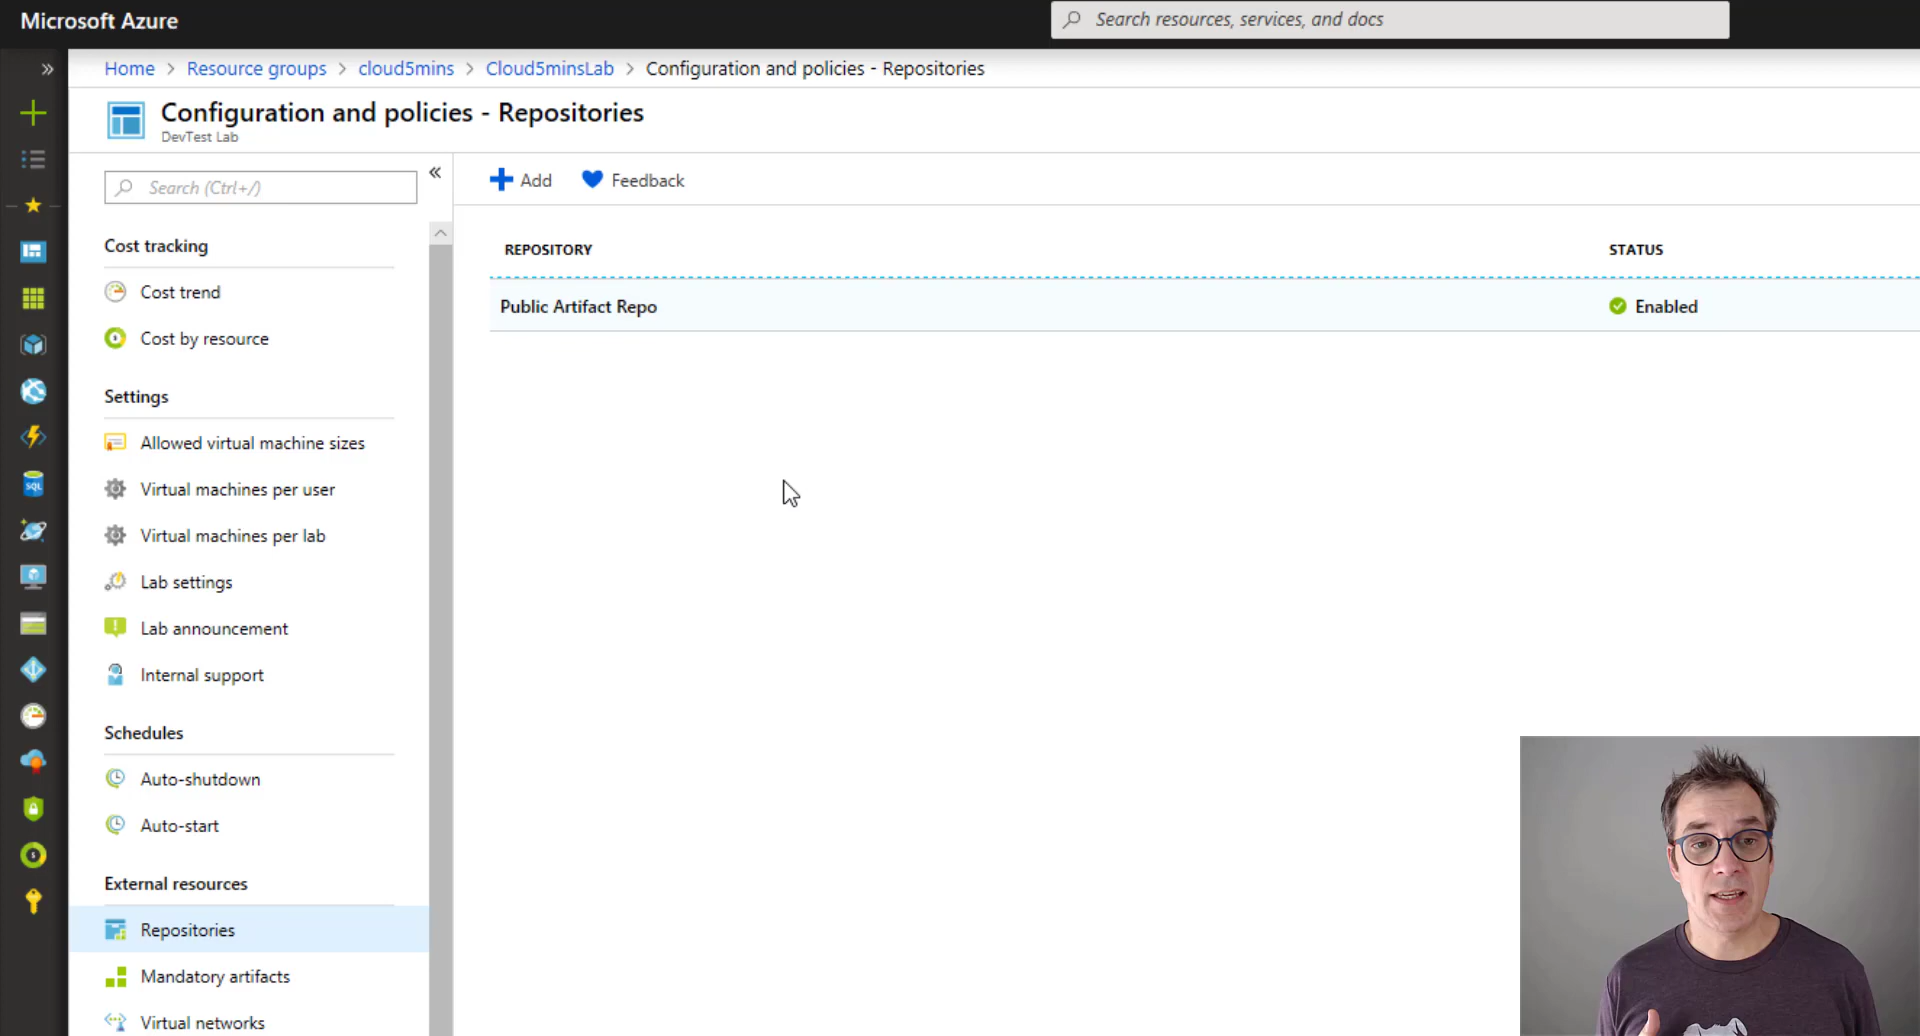 Microsoft Azure
Search resources, services, and docs
Home > Resource groups > cloud5mins > Cloud5minsLab > Configuration and policies - Repositories
Configuration and policies - Repositories
DevTest Lab
Search (Ctrl+/)
Add
Feedback
Cost tracking
Cost trend
Cost by resource
Settings
Allowed virtual machine sizes
Virtual machines per user
Virtual machines per lab
Lab settings
Lab announcement
Internal support
Schedules
Auto-shutdown
Auto-start
External resources
Repositories
Mandatory artifacts
Virtual networks
REPOSITORY
STATUS
Public Artifact Repo
Enabled
SQL